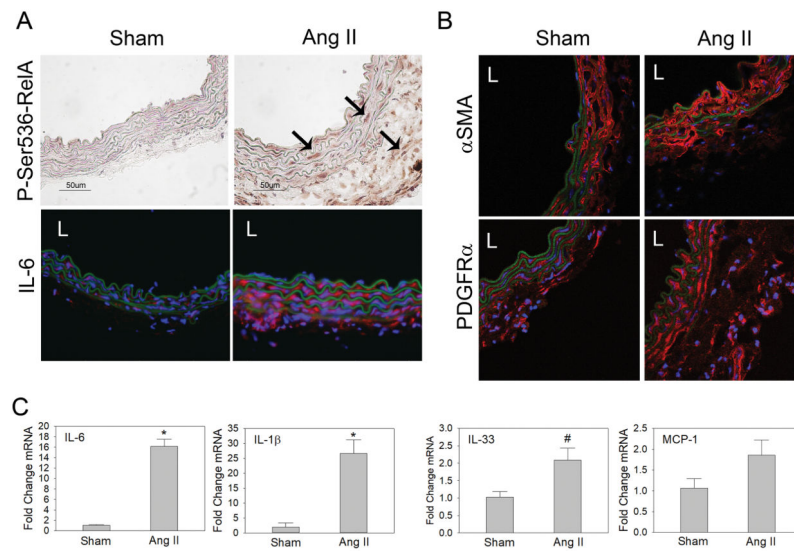 A
Sham
Ang II
P-Ser536-RelA
50um
50um
IL-6
L
L
B
Sham
Ang II
αSMA
L
L
PDGFRα
L
L
C
Fold Change mRNA
18
16
14
12
10
8
6
4
2
0
IL-6
*
Sham
Ang II
Fold Change mRNA
35
30
25
20
15
10
5
0
IL-1β
*
Sham
Ang II
Fold Change mRNA
3.0
2.5
2.0
1.5
1.0
0.5
0.0
IL-33
#
Sham
Ang II
Fold Change mRNA
2.5
2.0
1.5
1.0
0.5
0.0
MCP-1
Sham
Ang II